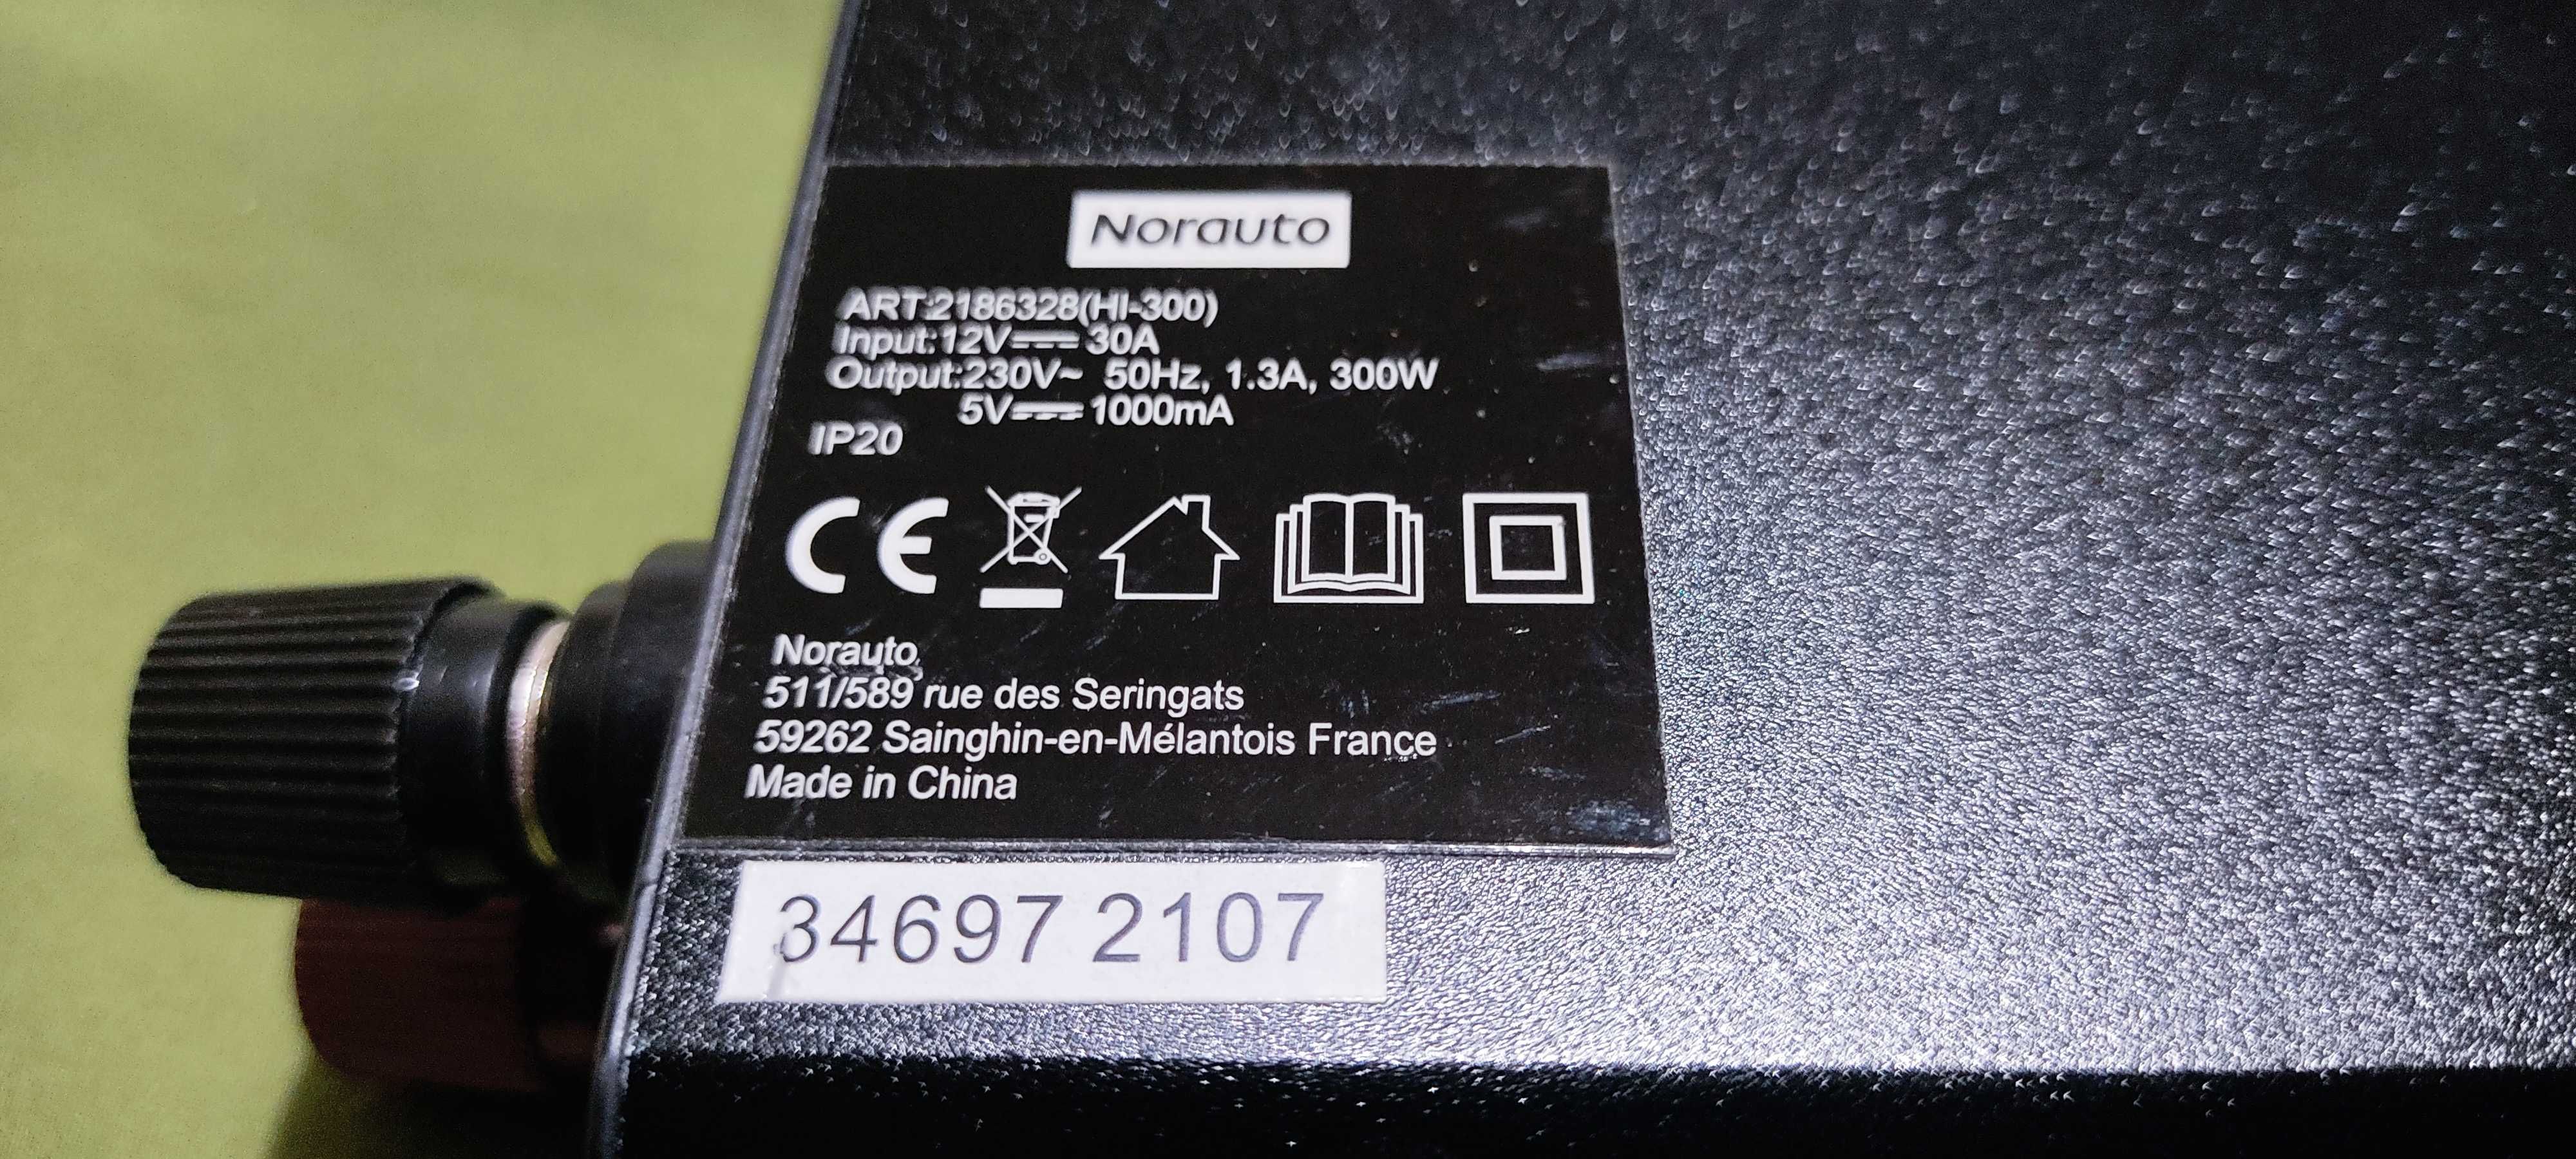 Norauto
ART:2186328(HI-300)
Input:12V⎓30A
Output:230V~ 50Hz, 1.3A, 300W
5V⎓1000mA
IP20
CE
Norauto,
511/589 rue des Seringats
59262 Sainghin-en-Mélantois France
Made in China
34697 2107